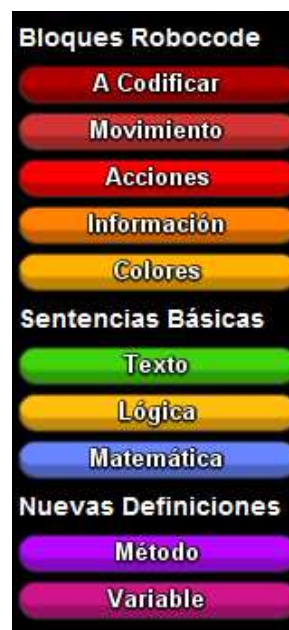 Bloques Robocode
A Codificar
Movimiento
Acciones
Información
Colores
Sentencias Básicas
Texto
Lógica
Matemática
Nuevas Definiciones
Método
Variable